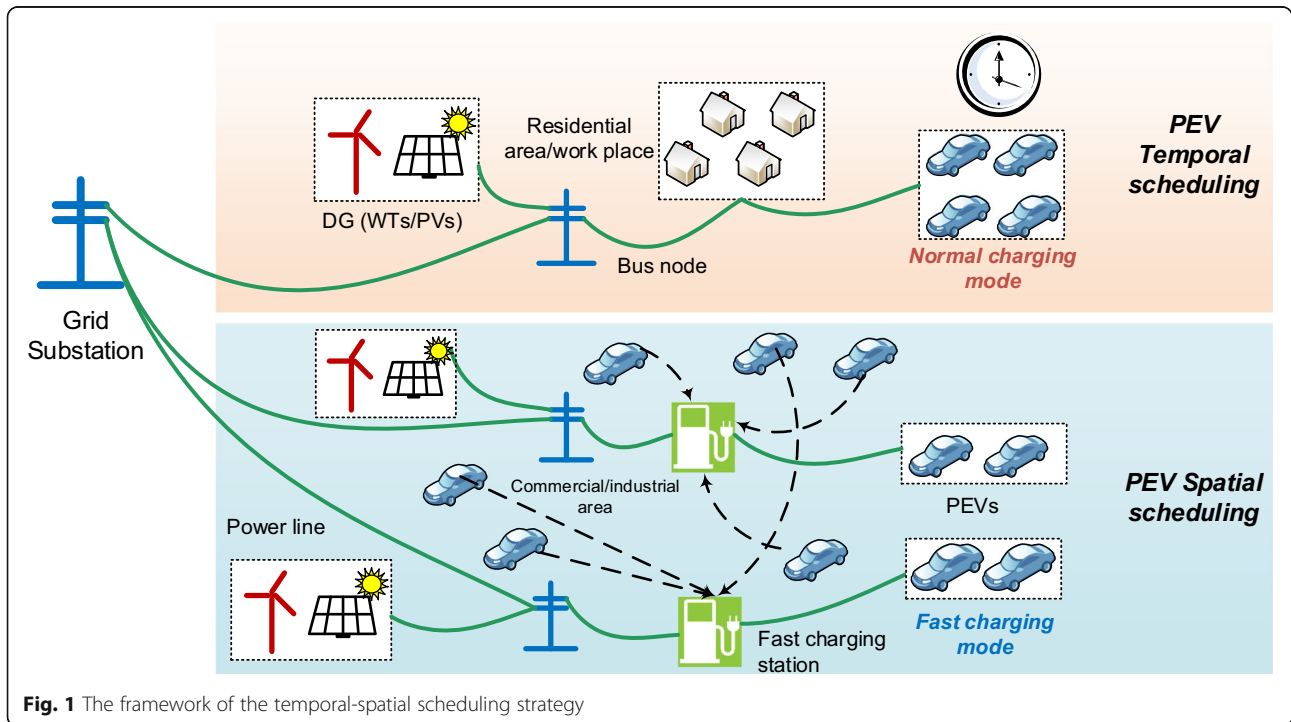 PEV
Temporal
scheduling
Residential
area/work place
DG (WTs/PVs)
Bus node
Normal charging
mode
Grid
Substation
Commercial/industrial
area
PEVs
PEV Spatial
scheduling
Power line
Fast charging
station
Fast charging
mode
Fig. 1 The framework of the temporal-spatial scheduling strategy